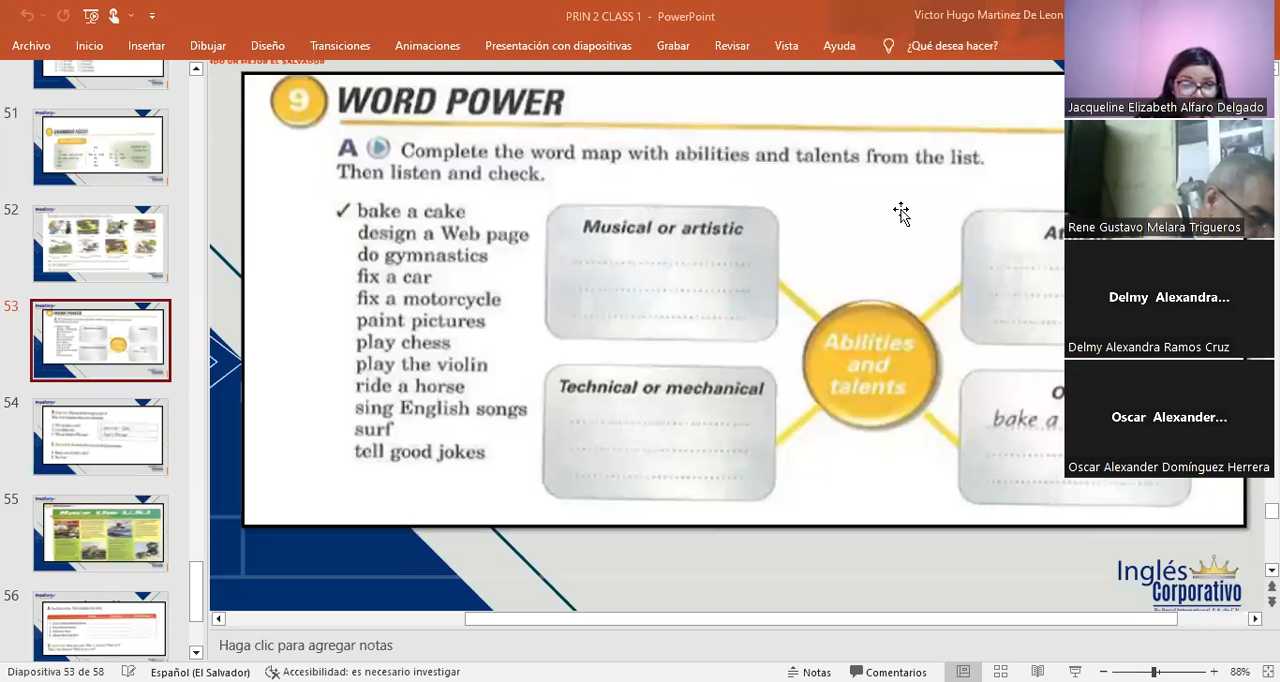 PRIN 2 CLASS 1 - PowerPoint
Victor Hugo Martinez De Leon
Archivo Inicio Insertar Dibujar Diseño Transiciones Animaciones Presentación con diapositivas Grabar Revisar Vista Ayuda ¿Qué desea hacer?
51
52
53
54
55
56
NDO UN MEJOR EL SALVADOR
9 WORD POWER
A Complete the word map with abilities and talents from the list.
Then listen and check.
✓ bake a cake
design a Web page
do gymnastics
fix a car
fix a motorcycle
paint pictures
play chess
play the violin
ride a horse
sing English songs
surf
tell good jokes
Musical or artistic
Technical or mechanical
Abilities
and
talents
bake a
Jacqueline Elizabeth Alfaro Delgado
Rene Gustavo Melara Trigueros
Delmy Alexandra...
Delmy Alexandra Ramos Cruz
Oscar Alexander...
Oscar Alexander Domínguez Herrera
Inglés
Corporativo
Haga clic para agregar notas
Diapositiva 53 de 58 Español (El Salvador) Accesibilidad: es necesario investigar Notas Comentarios 88%